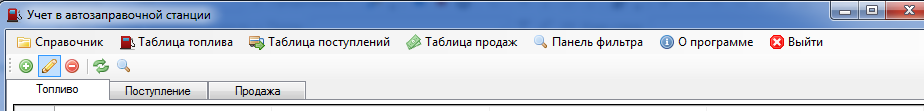 Учет в автозаправочной станции
Справочник Таблица топлива Таблица поступлений Таблица продаж Панель фильтра О программе Выйти
Топливо Поступление Продажа